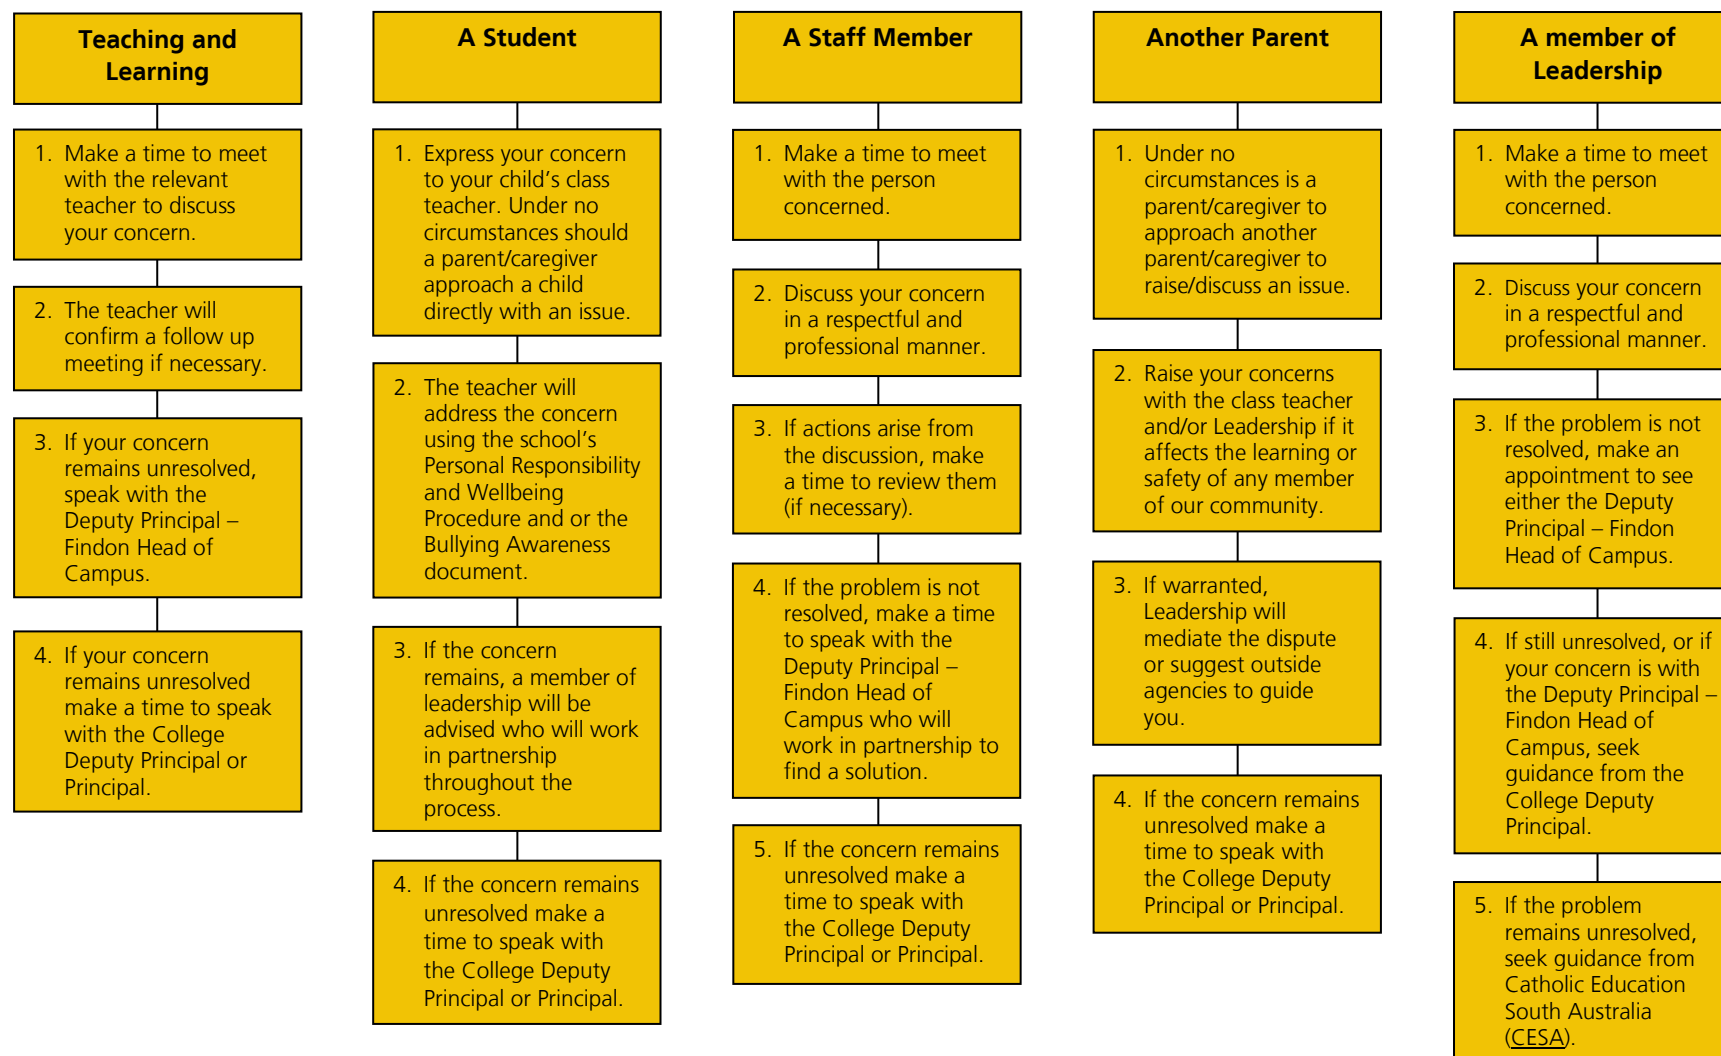 Teaching and
Learning
1. Make a time to meet
with the relevant
teacher to discuss
your concern.
2. The teacher will
confirm a follow up
meeting if necessary.
3. If your concern
remains unresolved,
speak with the
Deputy Principal –
Findon Head of
Campus.
4. If your concern
remains unresolved
make a time to speak
with the College
Deputy Principal or
Principal.
A Student
1. Express your concern
to your child’s class
teacher. Under no
circumstances should
a parent/caregiver
approach a child
directly with an issue.
2. The teacher will
address the concern
using the school’s
Personal Responsibility
and Wellbeing
Procedure and or the
Bullying Awareness
document.
3. If the concern
remains, a member of
leadership will be
advised who will work
in partnership
throughout the
process.
4. If the concern remains
unresolved make a
time to speak with
the College Deputy
Principal or Principal.
A Staff Member
1. Make a time to meet
with the person
concerned.
2. Discuss your concern
in a respectful and
professional manner.
3. If actions arise from
the discussion, make
a time to review them
(if necessary).
4. If the problem is not
resolved, make a time
to speak with the
Deputy Principal –
Findon Head of
Campus who will
work in partnership to
find a solution.
5. If the concern remains
unresolved make a
time to speak with
the College Deputy
Principal or Principal.
Another Parent
1. Under no
circumstances is a
parent/caregiver to
approach another
parent/caregiver to
raise/discuss an issue.
2. Raise your concerns
with the class teacher
and/or Leadership if it
affects the learning or
safety of any member
of our community.
3. If warranted,
Leadership will
mediate the dispute
or suggest outside
agencies to guide
you.
4. If the concern remains
unresolved make a
time to speak with
the College Deputy
Principal or Principal.
A member of
Leadership
1. Make a time to meet
with the person
concerned.
2. Discuss your concern
in a respectful and
professional manner.
3. If the problem is not
resolved, make an
appointment to see
either the Deputy
Principal – Findon
Head of Campus.
4. If still unresolved, or if
your concern is with
the Deputy Principal –
Findon Head of
Campus, seek
guidance from the
College Deputy
Principal.
5. If the problem
remains unresolved,
seek guidance from
Catholic Education
South Australia
(CESA).